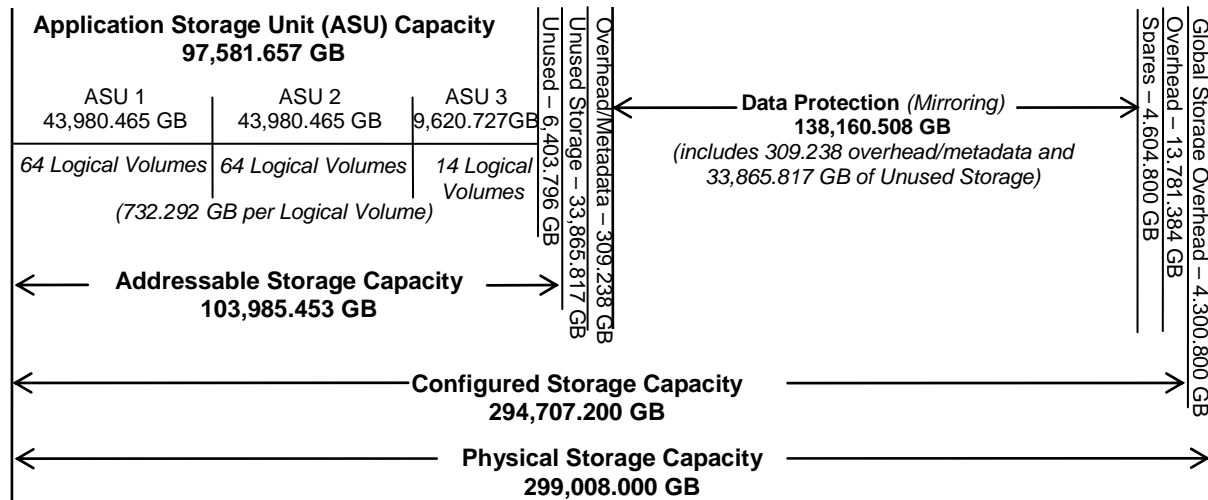 Application Storage Unit (ASU) Capacity
97,581.657 GB
ASU 1
43,980.465 GB
ASU 2
43,980.465 GB
ASU 3
9,620.727GB
64 Logical Volumes
64 Logical Volumes
14 Logical
Volumes
(732.292 GB per Logical Volume)
Unused – 6,403.796 GB
Unused Storage – 33,865.817 GB
Overhead/Metadata – 309.238 GB
Data Protection (Mirroring)
138,160.508 GB
(includes 309.238 overhead/metadata and
33,865.817 GB of Unused Storage)
Spares – 4.604.800 GB
Overhead – 13.781.384 GB
Global Storage Overhead – 4.300.800 GB
Addressable Storage Capacity
103,985.453 GB
Configured Storage Capacity
294,707.200 GB
Physical Storage Capacity
299,008.000 GB